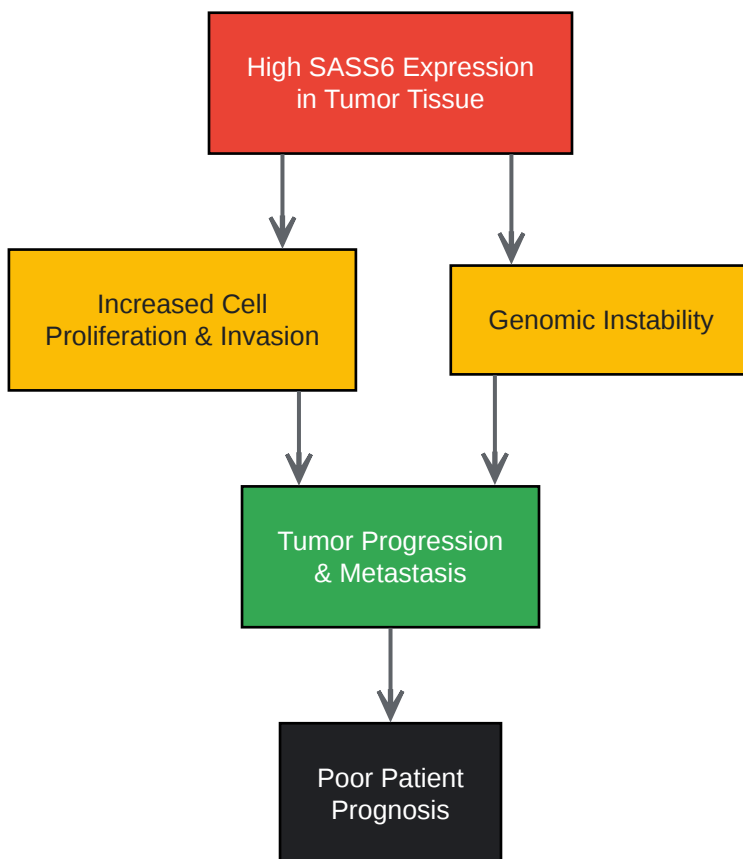 High SASS6 Expression
in Tumor Tissue
Increased Cell
Proliferation & Invasion
Genomic Instability
Tumor Progression
& Metastasis
Poor Patient
Prognosis